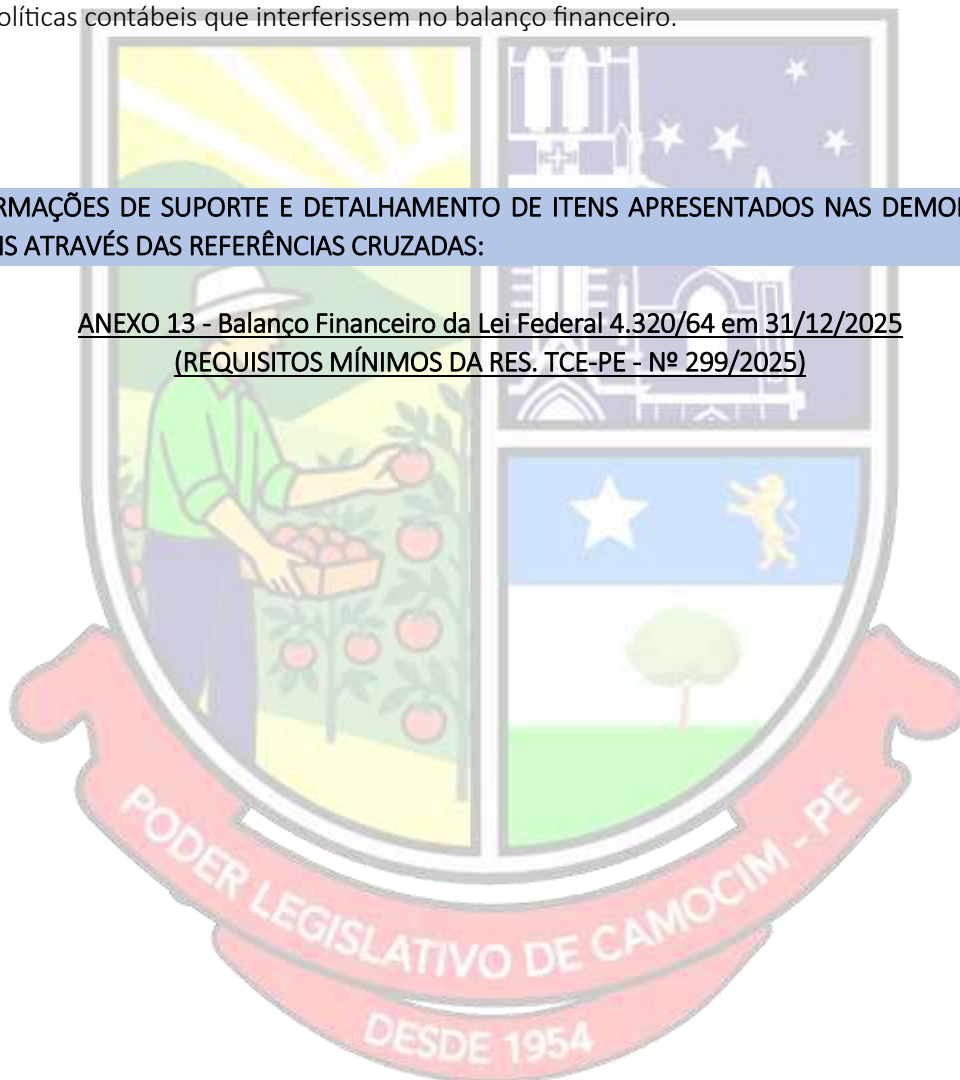 olíticas contábeis que interferissem no balanço financeiro.
RMAÇÕES DE SUPORTE E DETALHAMENTO DE ITENS APRESENTADOS NAS DEMO
IS ATRAVÉS DAS REFERÊNCIAS CRUZADAS:
ANEXO 13 - Balanço Financeiro da Lei Federal 4.320/64 em 31/12/2025
(REQUISITOS MÍNIMOS DA RES. TCE-PE - Nº 299/2025)
PODER LEGISLATIVO DE CAMOCIM - PE
DESDE 1954